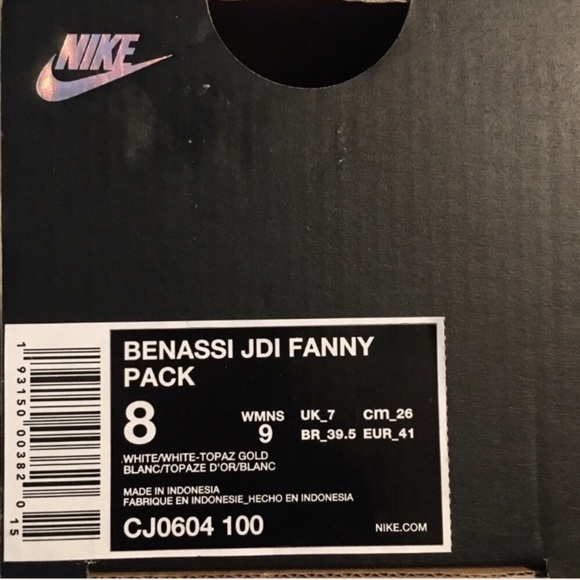 NIKE
BENASSI JDI FANNY
PACK
8 WMNS 9 UK_7 cm_26
BR_39.5 EUR_41
WHITE/WHITE-TOPAZ GOLD
BLANC/TOPAZE D'OR/BLANC
MADE IN INDONESIA
FABRIQUE EN INDONESIE_HECHO EN INDONESIA
CJ0604 100 NIKE.COM
1 93150 00382 0 15